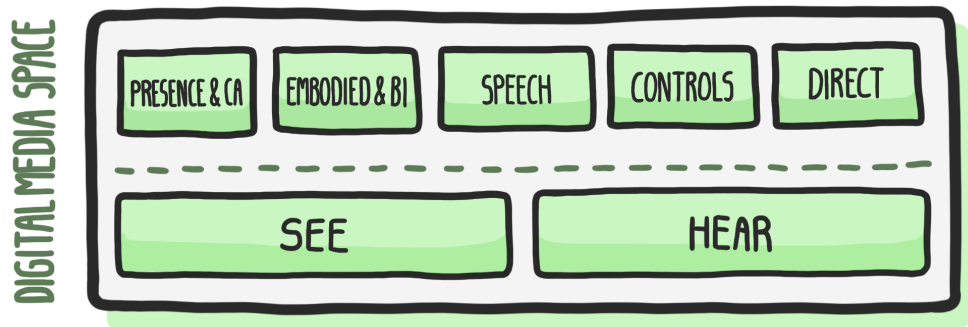 DIGITAL MEDIA SPACE
PRESENCE & CA
EMBODIED & BI
SPEECH
CONTROLS
DIRECT
SEE
HEAR